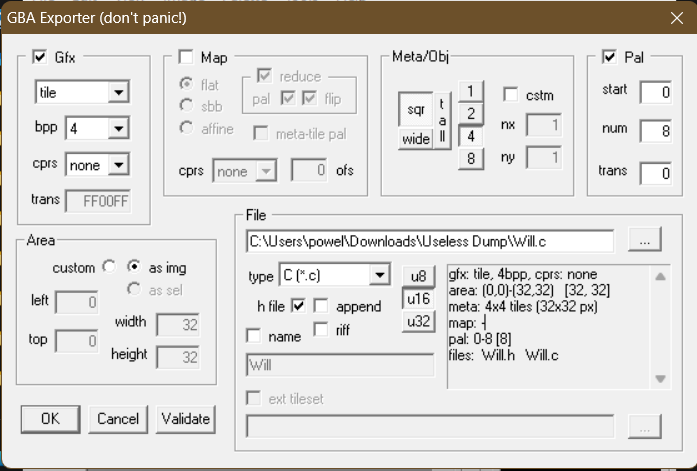 GBA Exporter (don't panic!)
Gfx
tile
bpp 4
cprs none
trans FF00FF
Map
flat
sbb
affine
reduce
pal flip
meta-tile pal
cprs none 0 ofs
Meta/Obj
sqr
tall
wide
1
2
4
8
cstm
nx 1
ny 1
Pal
start 0
num 8
trans 0
Area
custom as img
as sel
left 0
top 0
width 32
height 32
OK Cancel Validate
File
C:\Users\powel\Downloads\Useless Dump\Will.c ...
type C (*.c)
h file append
name riff
Will
u8
u16
u32
gfx: tile, 4bpp, cprs: none
area: (0,0)-(32,32) [32, 32]
meta: 4x4 tiles (32x32 px)
map: -|
pal: 0-8 [8]
files: Will.h Will.c
ext tileset
...